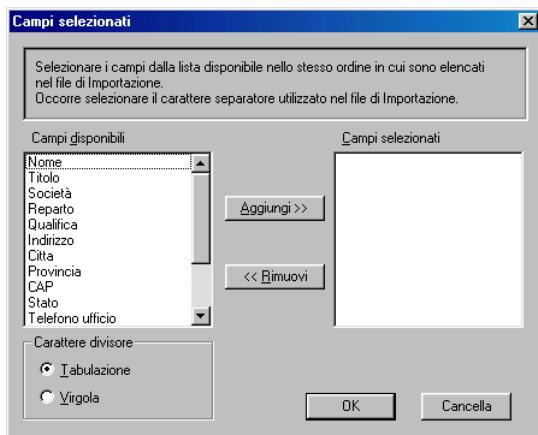 Campi selezionati
Selezionare i campi dalla lista disponibile nello stesso ordine in cui sono elencati
nel file di Importazione.
Occorre selezionare il carattere separatore utilizzato nel file di Importazione.
Campi disponibili
Campi selezionati
Nome
Titolo
Società
Reparto
Qualifica
Indirizzo
Citta
Provincia
CAP
Stato
Telefono ufficio
Aggiungi >>
<< Rimuovi
Carattere divisore
Tabulazione
Virgola
OK
Cancella